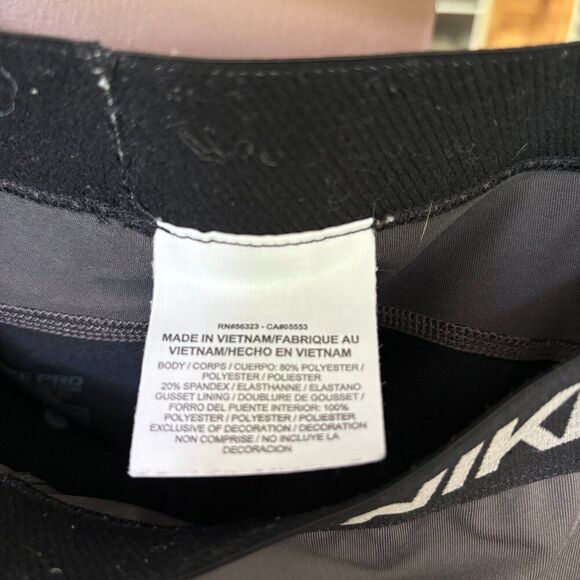 RN#56323 - CA#05553
MADE IN VIETNAM/FABRIQUE AU
VIETNAM/HECHO EN VIETNAM
BODY / CORPS / CUERPO: 80% POLYESTER /
POLYESTER / POLIESTER
20% SPANDEX / ELASTHANNE / ELASTANO
GUSSET LINING / DOUBLURE DE GOUSSET /
FORRO DEL PUENTE INTERIOR: 100%
POLYESTER / POLYESTER / POLIESTER
EXCLUSIVE OF DECORATION / DECORATION
NON COMPRISE / NO INCLUYE LA
DECORACION
PRO
NIKE